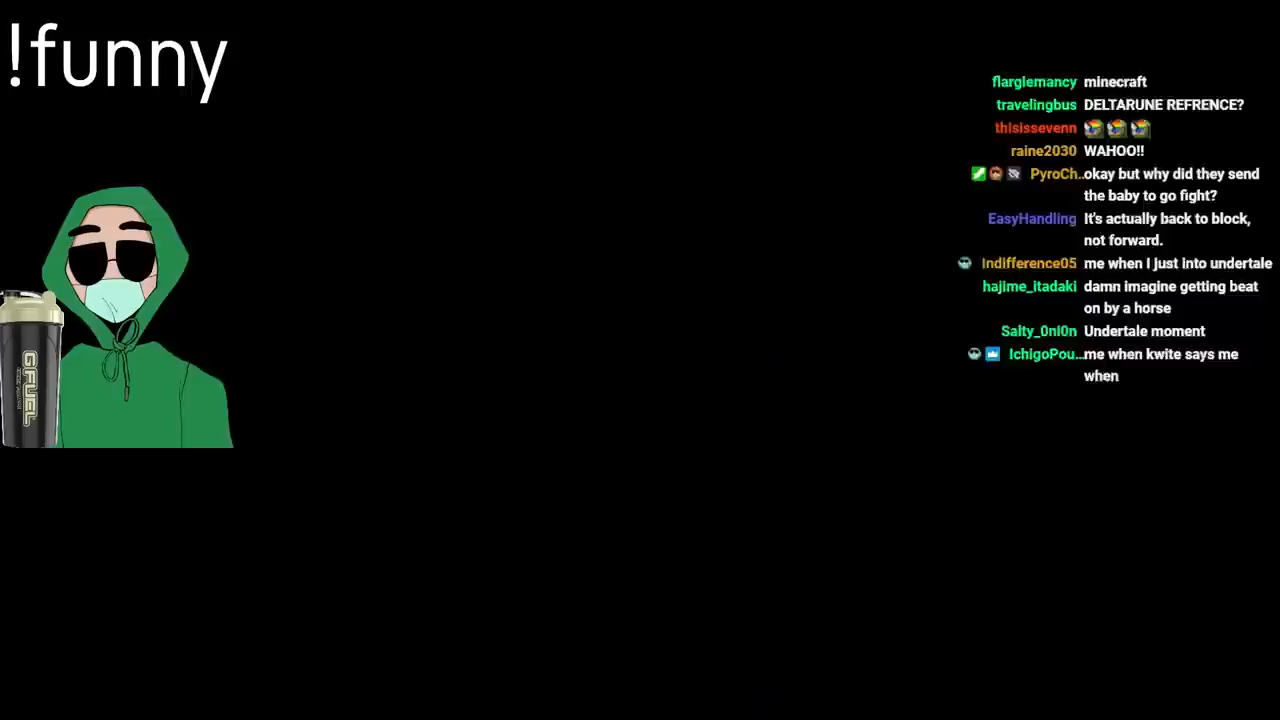 !funny
flarglemancy minecraft
travelingbus DELTARUNE REFRENCE?
thisissevenn
raine2030 WAHOO!!
PyroCh.. okay but why did they send
the baby to go fight?
EasyHandling It's actually back to block,
not forward.
Indifference05 me when I just into undertale
hajime_itadaki damn imagine getting beat
on by a horse
Salty_0ni0n Undertale moment
IchigoPou... me when kwite says me
when
GFUEL